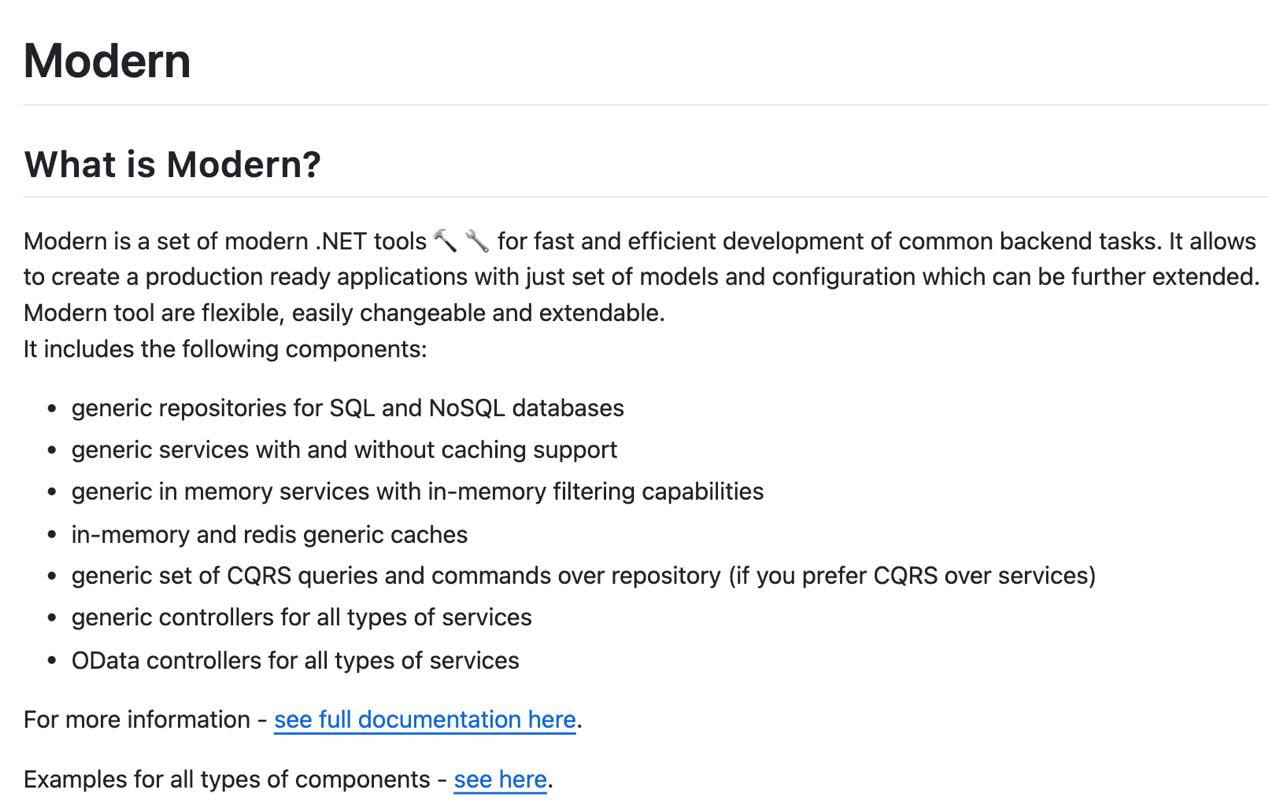 Modern
What is Modern?
Modern is a set of modern .NET tools 🔨 🔧 for fast and efficient development of common backend tasks. It allows
to create a production ready applications with just set of models and configuration which can be further extended.
Modern tool are flexible, easily changeable and extendable.
It includes the following components:
• generic repositories for SQL and NoSQL databases
• generic services with and without caching support
• generic in memory services with in-memory filtering capabilities
• in-memory and redis generic caches
• generic set of CQRS queries and commands over repository (if you prefer CQRS over services)
• generic controllers for all types of services
• OData controllers for all types of services
For more information - see full documentation here.
Examples for all types of components - see here.